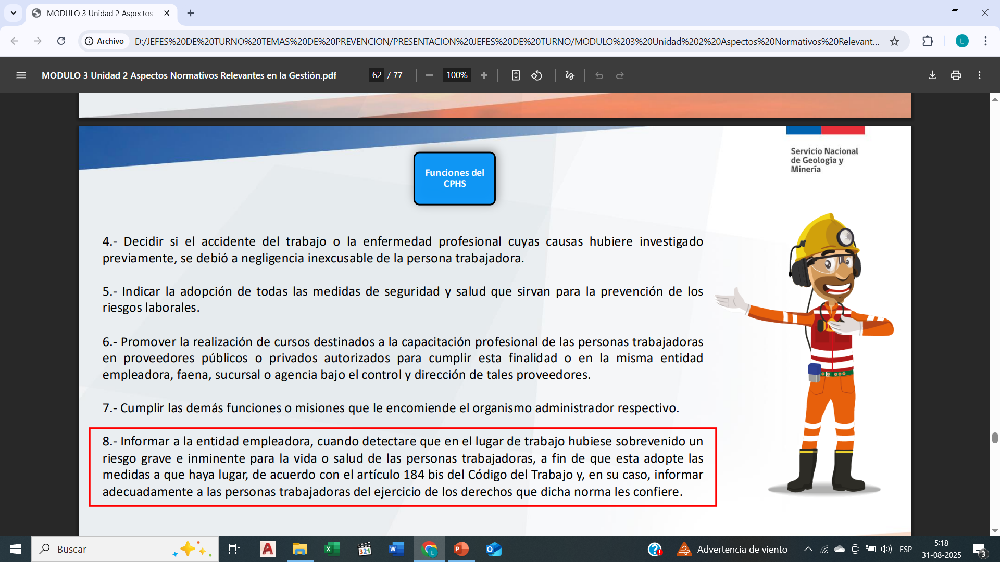 MODULO 3 Unidad 2 Aspectos
Archivo
D:/JEFES%20DE%20TURNO%20TEMAS%20DE%20PREVENCION/PRESENTACION%20JEFES%20DE%20TURNO/MODULO%203%20Unidad%202%20Aspectos%20Normativos%20Relevant...
L
MODULO 3 Unidad 2 Aspectos Normativos Relevantes en la Gestión.pdf
62 / 77
100%
Servicio Nacional
de Geología y
Minería
Funciones del
CPHS
4.- Decidir si el accidente del trabajo o la enfermedad profesional cuyas causas hubiere investigado
previamente, se debió a negligencia inexcusable de la persona trabajadora.
5.- Indicar la adopción de todas las medidas de seguridad y salud que sirvan para la prevención de los
riesgos laborales.
6.- Promover la realización de cursos destinados a la capacitación profesional de las personas trabajadoras
en proveedores públicos o privados autorizados para cumplir esta finalidad o en la misma entidad
empleadora, faena, sucursal o agencia bajo el control y dirección de tales proveedores.
7.- Cumplir las demás funciones o misiones que le encomiende el organismo administrador respectivo.
8.- Informar a la entidad empleadora, cuando detectare que en el lugar de trabajo hubiese sobrevenido un
riesgo grave e inminente para la vida o salud de las personas trabajadoras, a fin de que esta adopte las
medidas a que haya lugar, de acuerdo con el artículo 184 bis del Código del Trabajo y, en su caso, informar
adecuadamente a las personas trabajadoras del ejercicio de los derechos que dicha norma les confiere.
Buscar
321
Advertencia de viento
ESP
5:18
31-08-2025
3